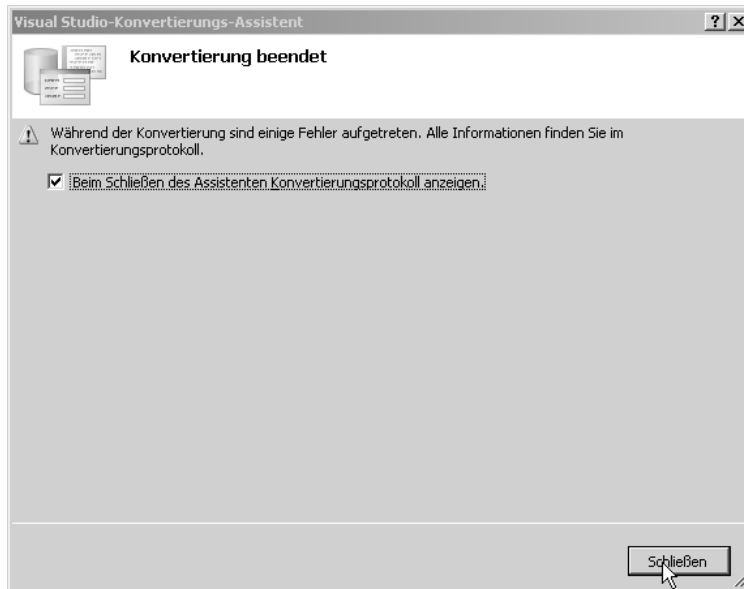 Visual Studio-Konvertierungs-Assistent
Konvertierung beendet
Während der Konvertierung sind einige Fehler aufgetreten. Alle Informationen finden Sie im
Konvertierungsprotokoll.
Beim Schließen des Assistenten Konvertierungsprotokoll anzeigen.
Schließen